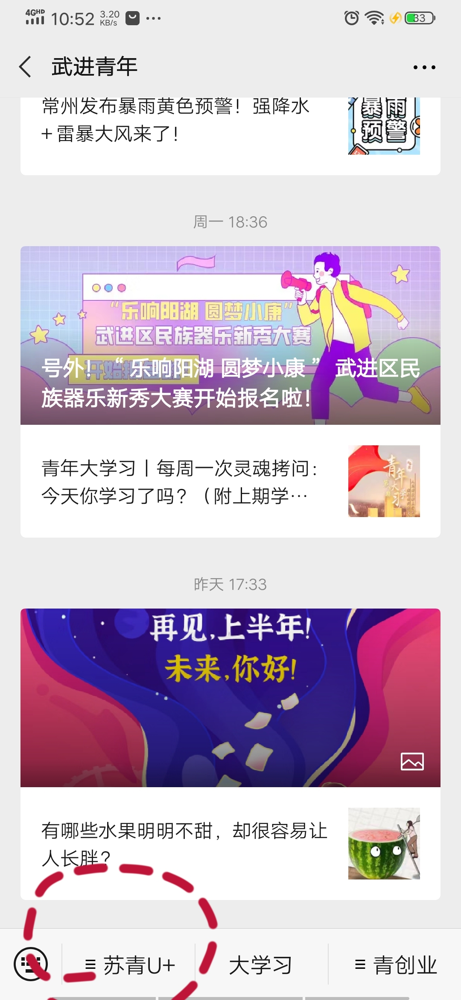 4GHD 10:52 3.20 KB/s 33
武进青年
常州发布暴雨黄色预警！强降水
+雷暴大风来了！
暴雨
预警
周一 18:36
“乐响阳湖 圆梦小康”
武进区民族器乐新秀大赛
号外！“乐响阳湖 圆梦小康” 武进区民
族器乐新秀大赛开始报名啦！
青年大学习丨每周一次灵魂拷问：
今天你学习了吗？（附上期学…
青年
大学
习
昨天 17:33
再见,上半年!
未来,你好!
有哪些水果明明不甜，却很容易让
人长胖？
苏青U+
大学习
青创业